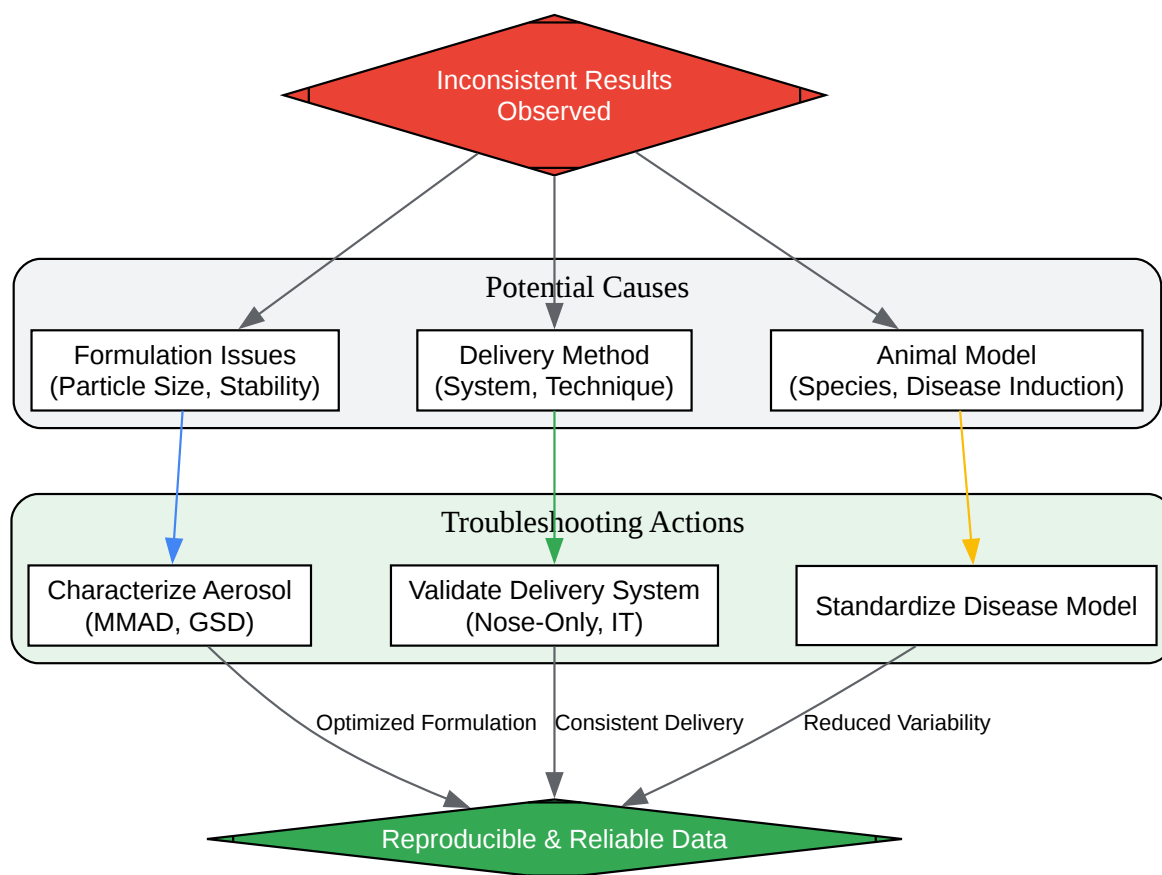 Inconsistent Results
Observed
Potential Causes
Formulation Issues
(Particle Size, Stability)
Delivery Method
(System, Technique)
Animal Model
(Species, Disease Induction)
Troubleshooting Actions
Characterize Aerosol
(MMAD, GSD)
Validate Delivery System
(Nose-Only, IT)
Standardize Disease Model
Optimized Formulation
Consistent Delivery
Reduced Variability
Reproducible & Reliable Data